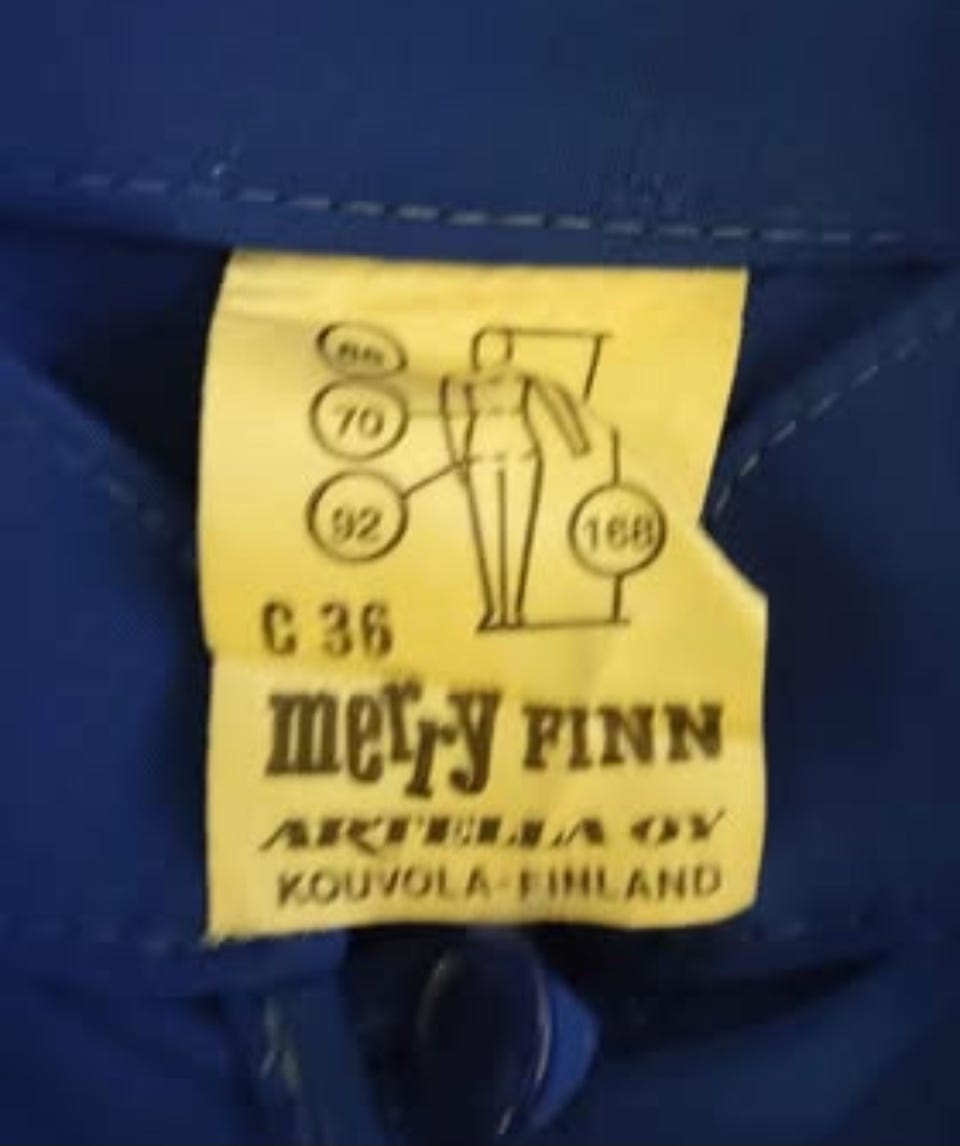 70
92
168
C 36
merry FINN
ARTELLA OY
KOUVOLA-FINLAND